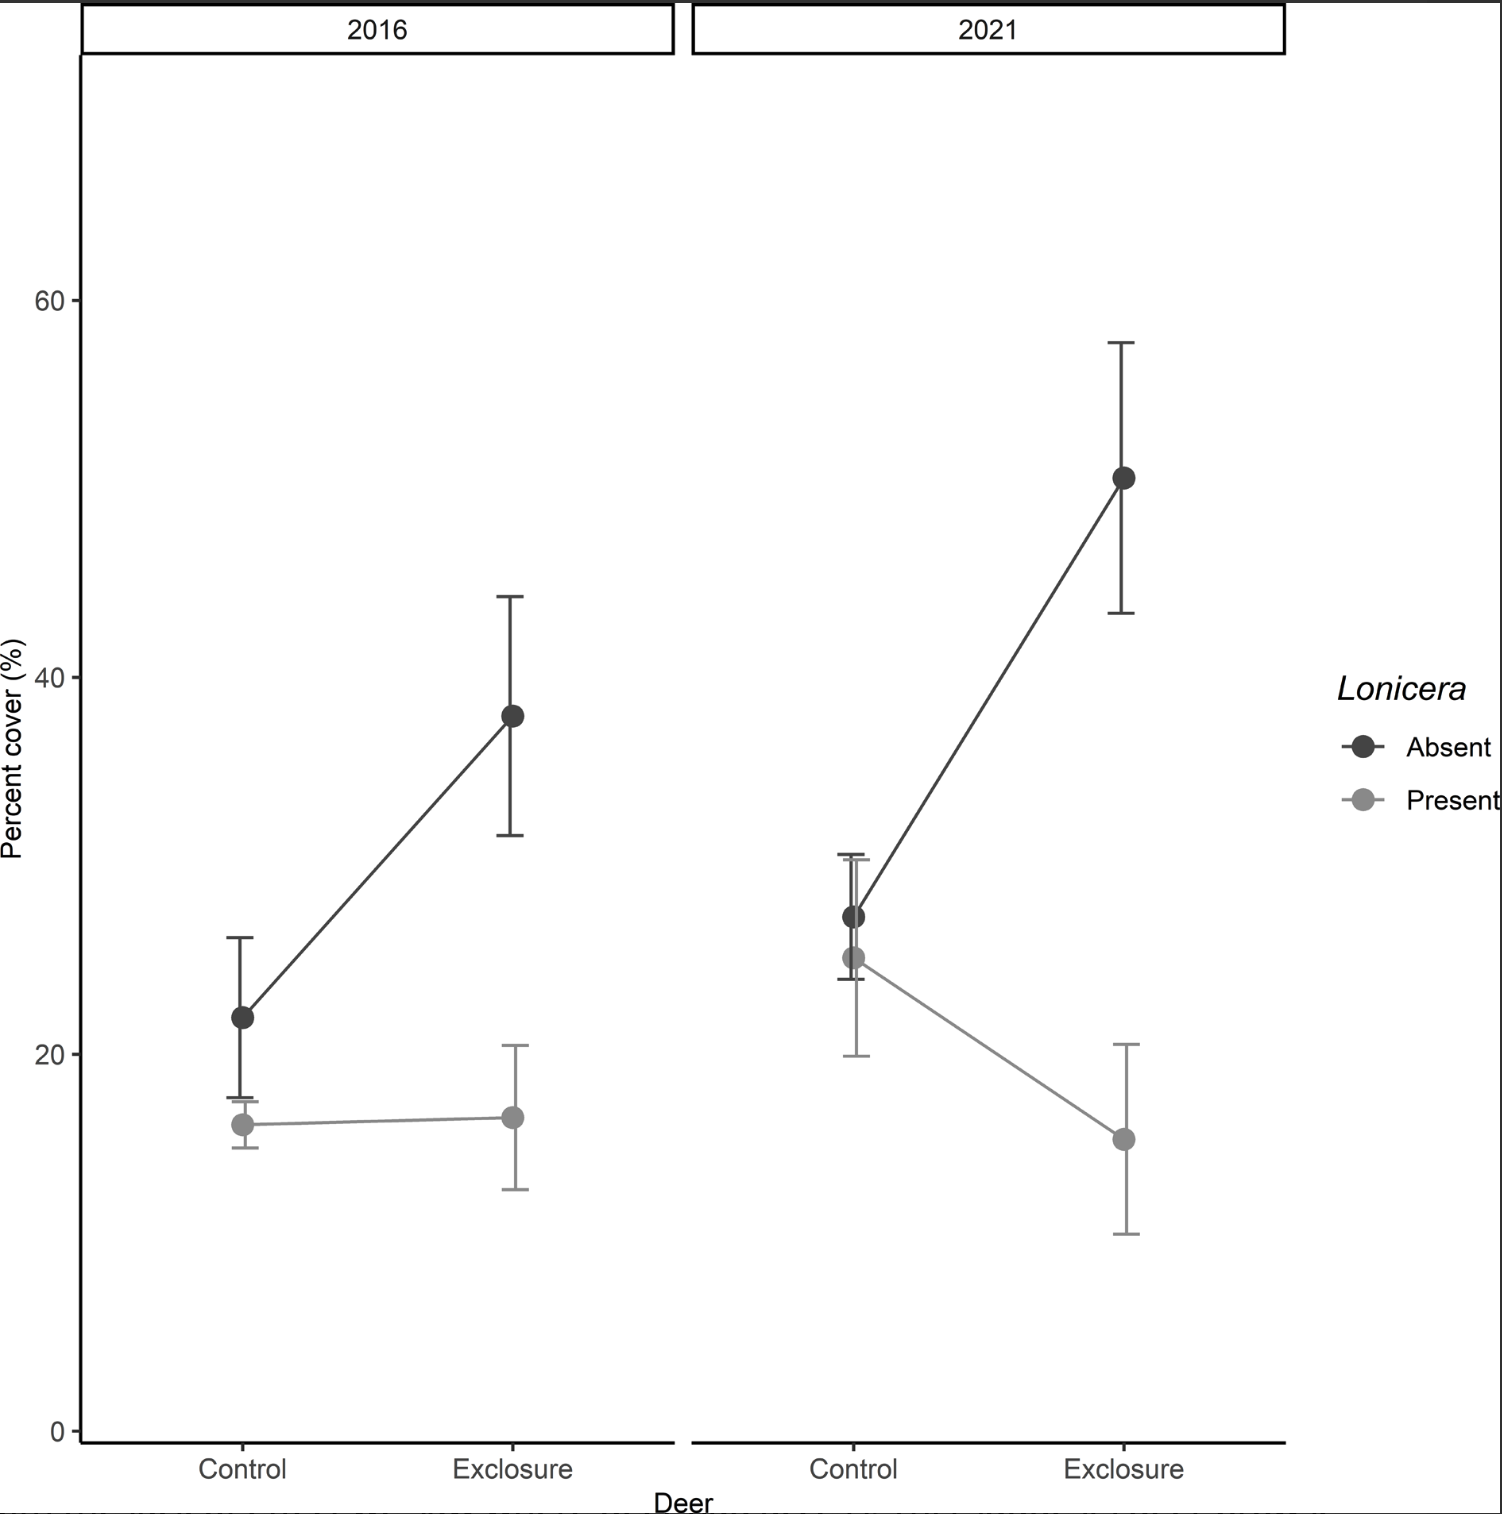 2016
2021
Percent cover (%)
60
40
20
0
Control
Exclosure
Control
Exclosure
Deer
Lonicera
Absent
Present